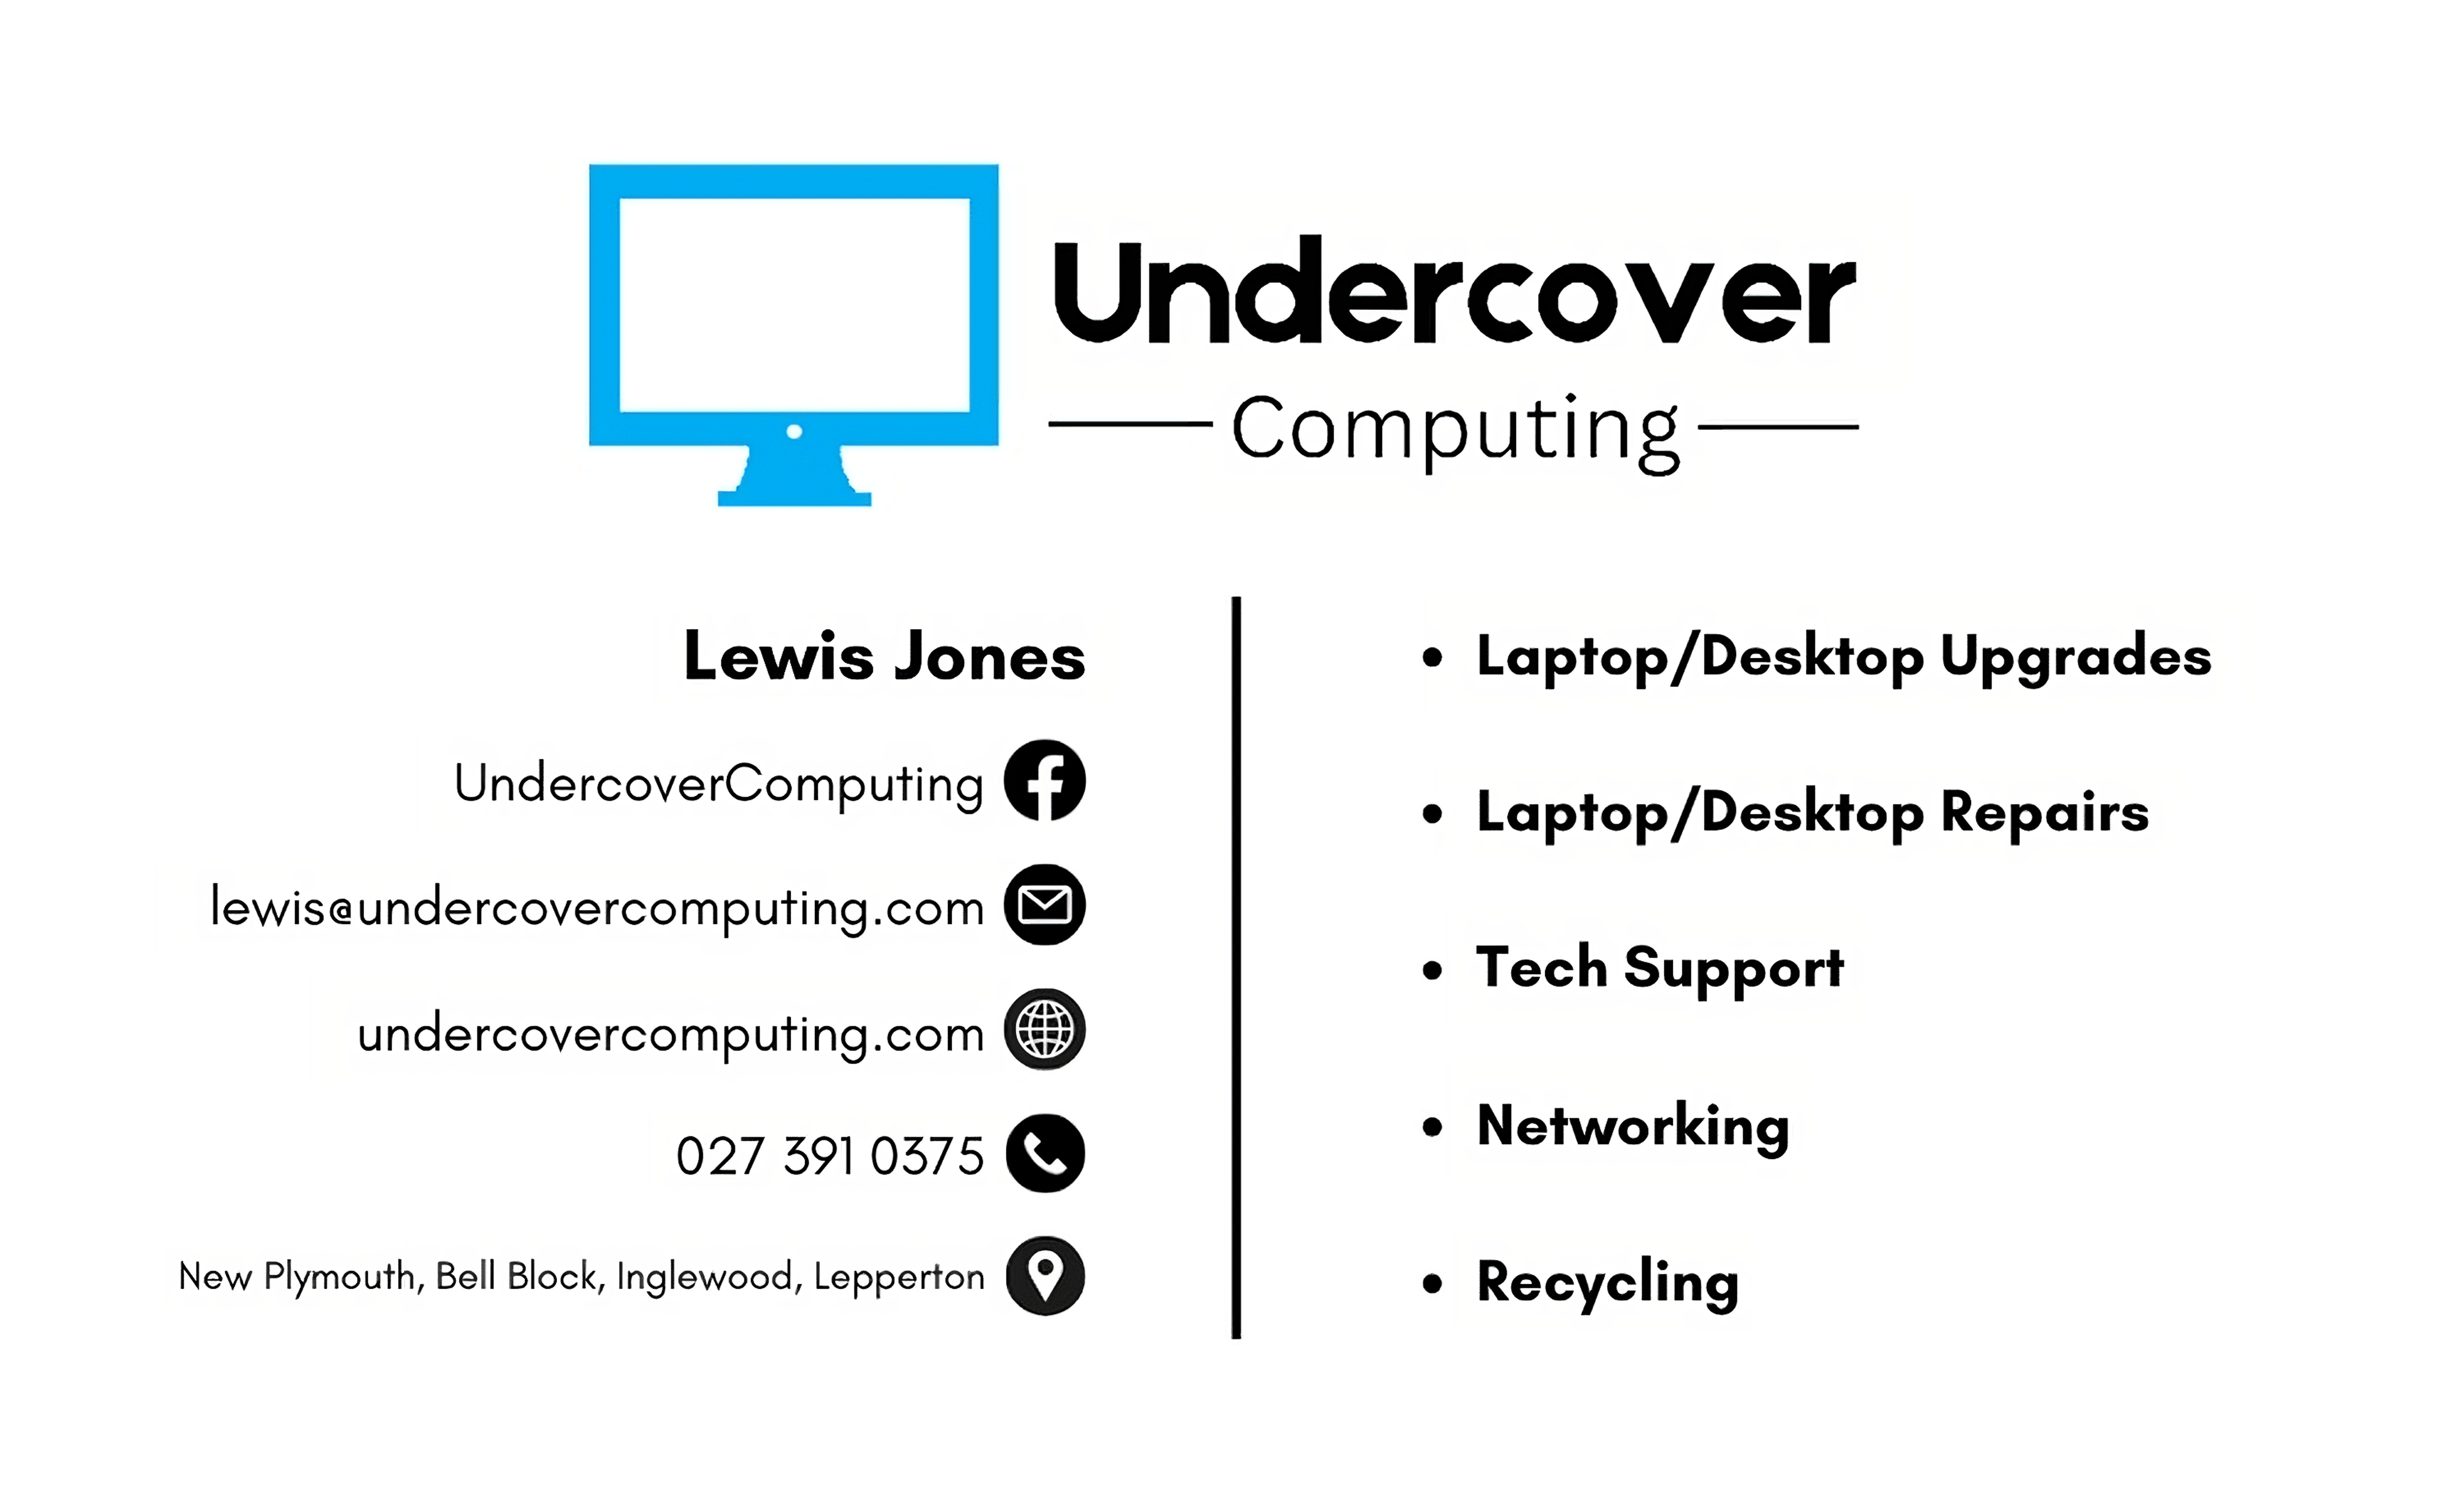 Undercover
Computing
Lewis Jones
UndercoverComputing
lewis@undercovercomputing.com
undercovercomputing.com
027 391 0375
New Plymouth, Bell Block, Inglewood, Lepperton
• Laptop/Desktop Upgrades
• Laptop/Desktop Repairs
• Tech Support
• Networking
• Recycling